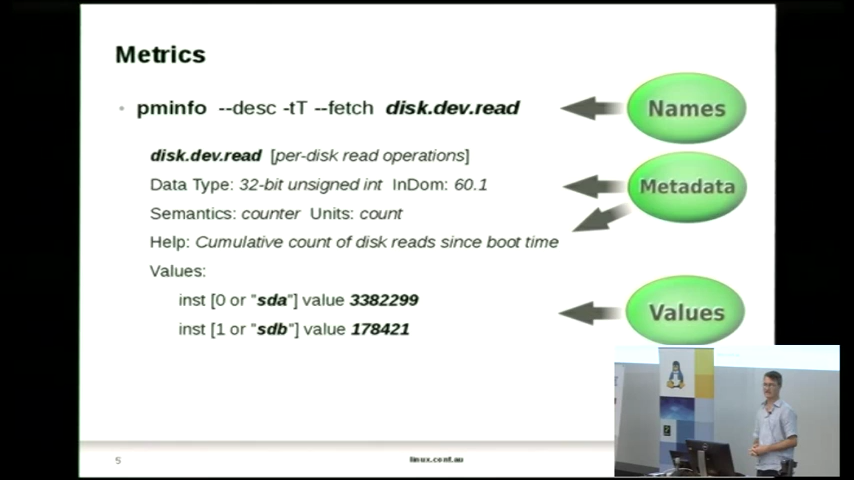 Metrics
• pminfo --desc -tT --fetch disk.dev.read
Names
disk.dev.read [per-disk read operations]
Data Type: 32-bit unsigned int InDom: 60.1
Metadata
Semantics: counter Units: count
Help: Cumulative count of disk reads since boot time
Values:
inst [0 or "sda"] value 3382299
Values
inst [1 or "sdb"] value 178421
5
linux.conf.au